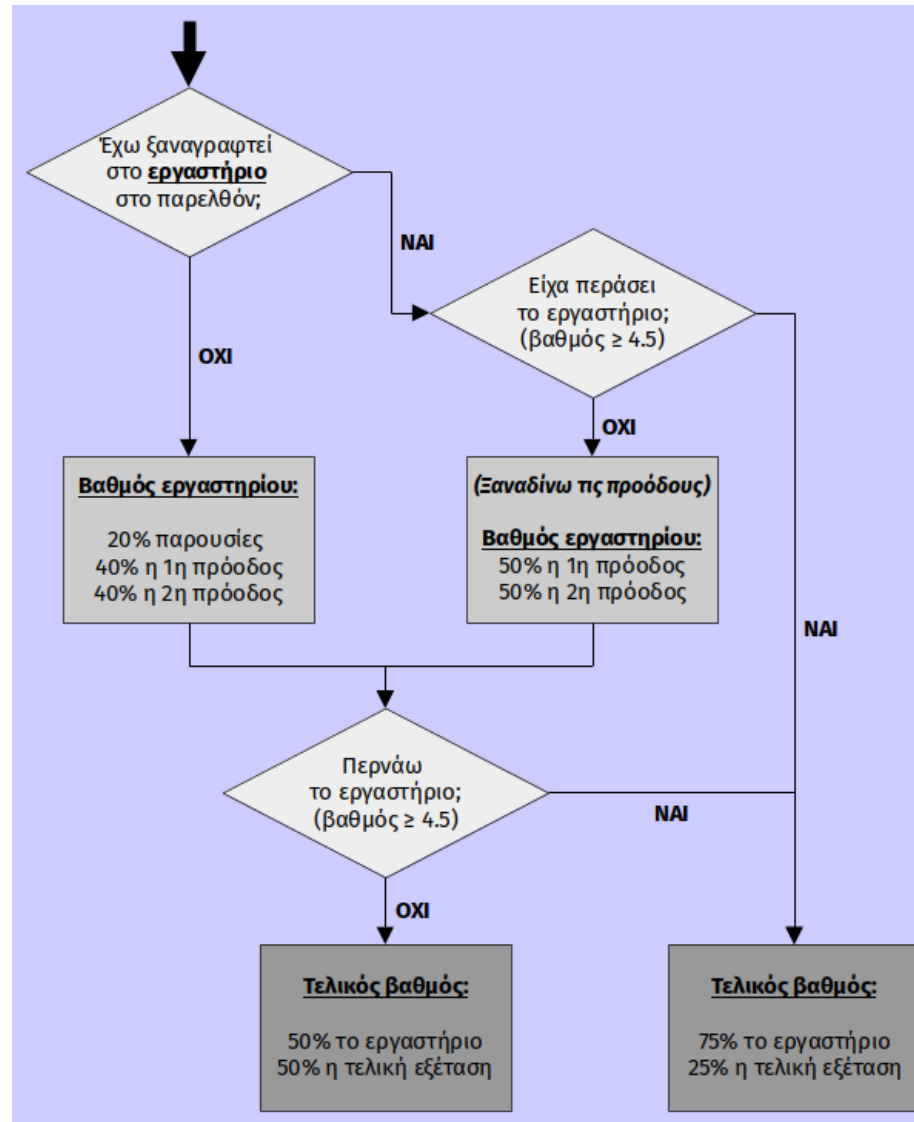 Έχω ξαναγραφτεί
στο εργαστήριο
στο παρελθόν;
ΝΑΙ
Είχα περάσει
το εργαστήριο;
(βαθμός ≥ 4.5)
ΟΧΙ
ΟΧΙ
Βαθμός εργαστηρίου:
20% παρουσίες
40% η 1η πρόοδος
40% η 2η πρόοδος
(Ξαναδίνω τις προόδους)
Βαθμός εργαστηρίου:
50% η 1η πρόοδος
50% η 2η πρόοδος
ΝΑΙ
Περνάω
το εργαστήριο;
(βαθμός ≥ 4.5)
ΝΑΙ
ΟΧΙ
Τελικός βαθμός:
50% το εργαστήριο
50% η τελική εξέταση
Τελικός βαθμός:
75% το εργαστήριο
25% η τελική εξέταση